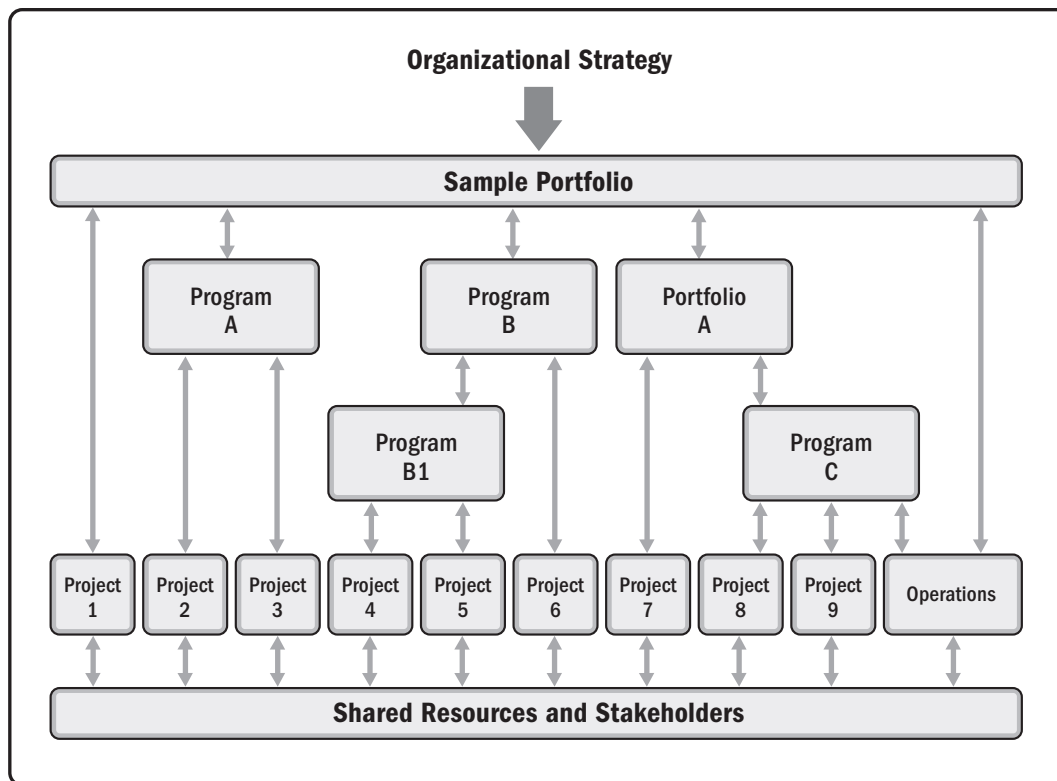 Organizational Strategy
Sample Portfolio
Program
A
Program
B
Portfolio
A
Program
B1
Program
C
Project
1
Project
2
Project
3
Project
4
Project
5
Project
6
Project
7
Project
8
Project
9
Operations
Shared Resources and Stakeholders